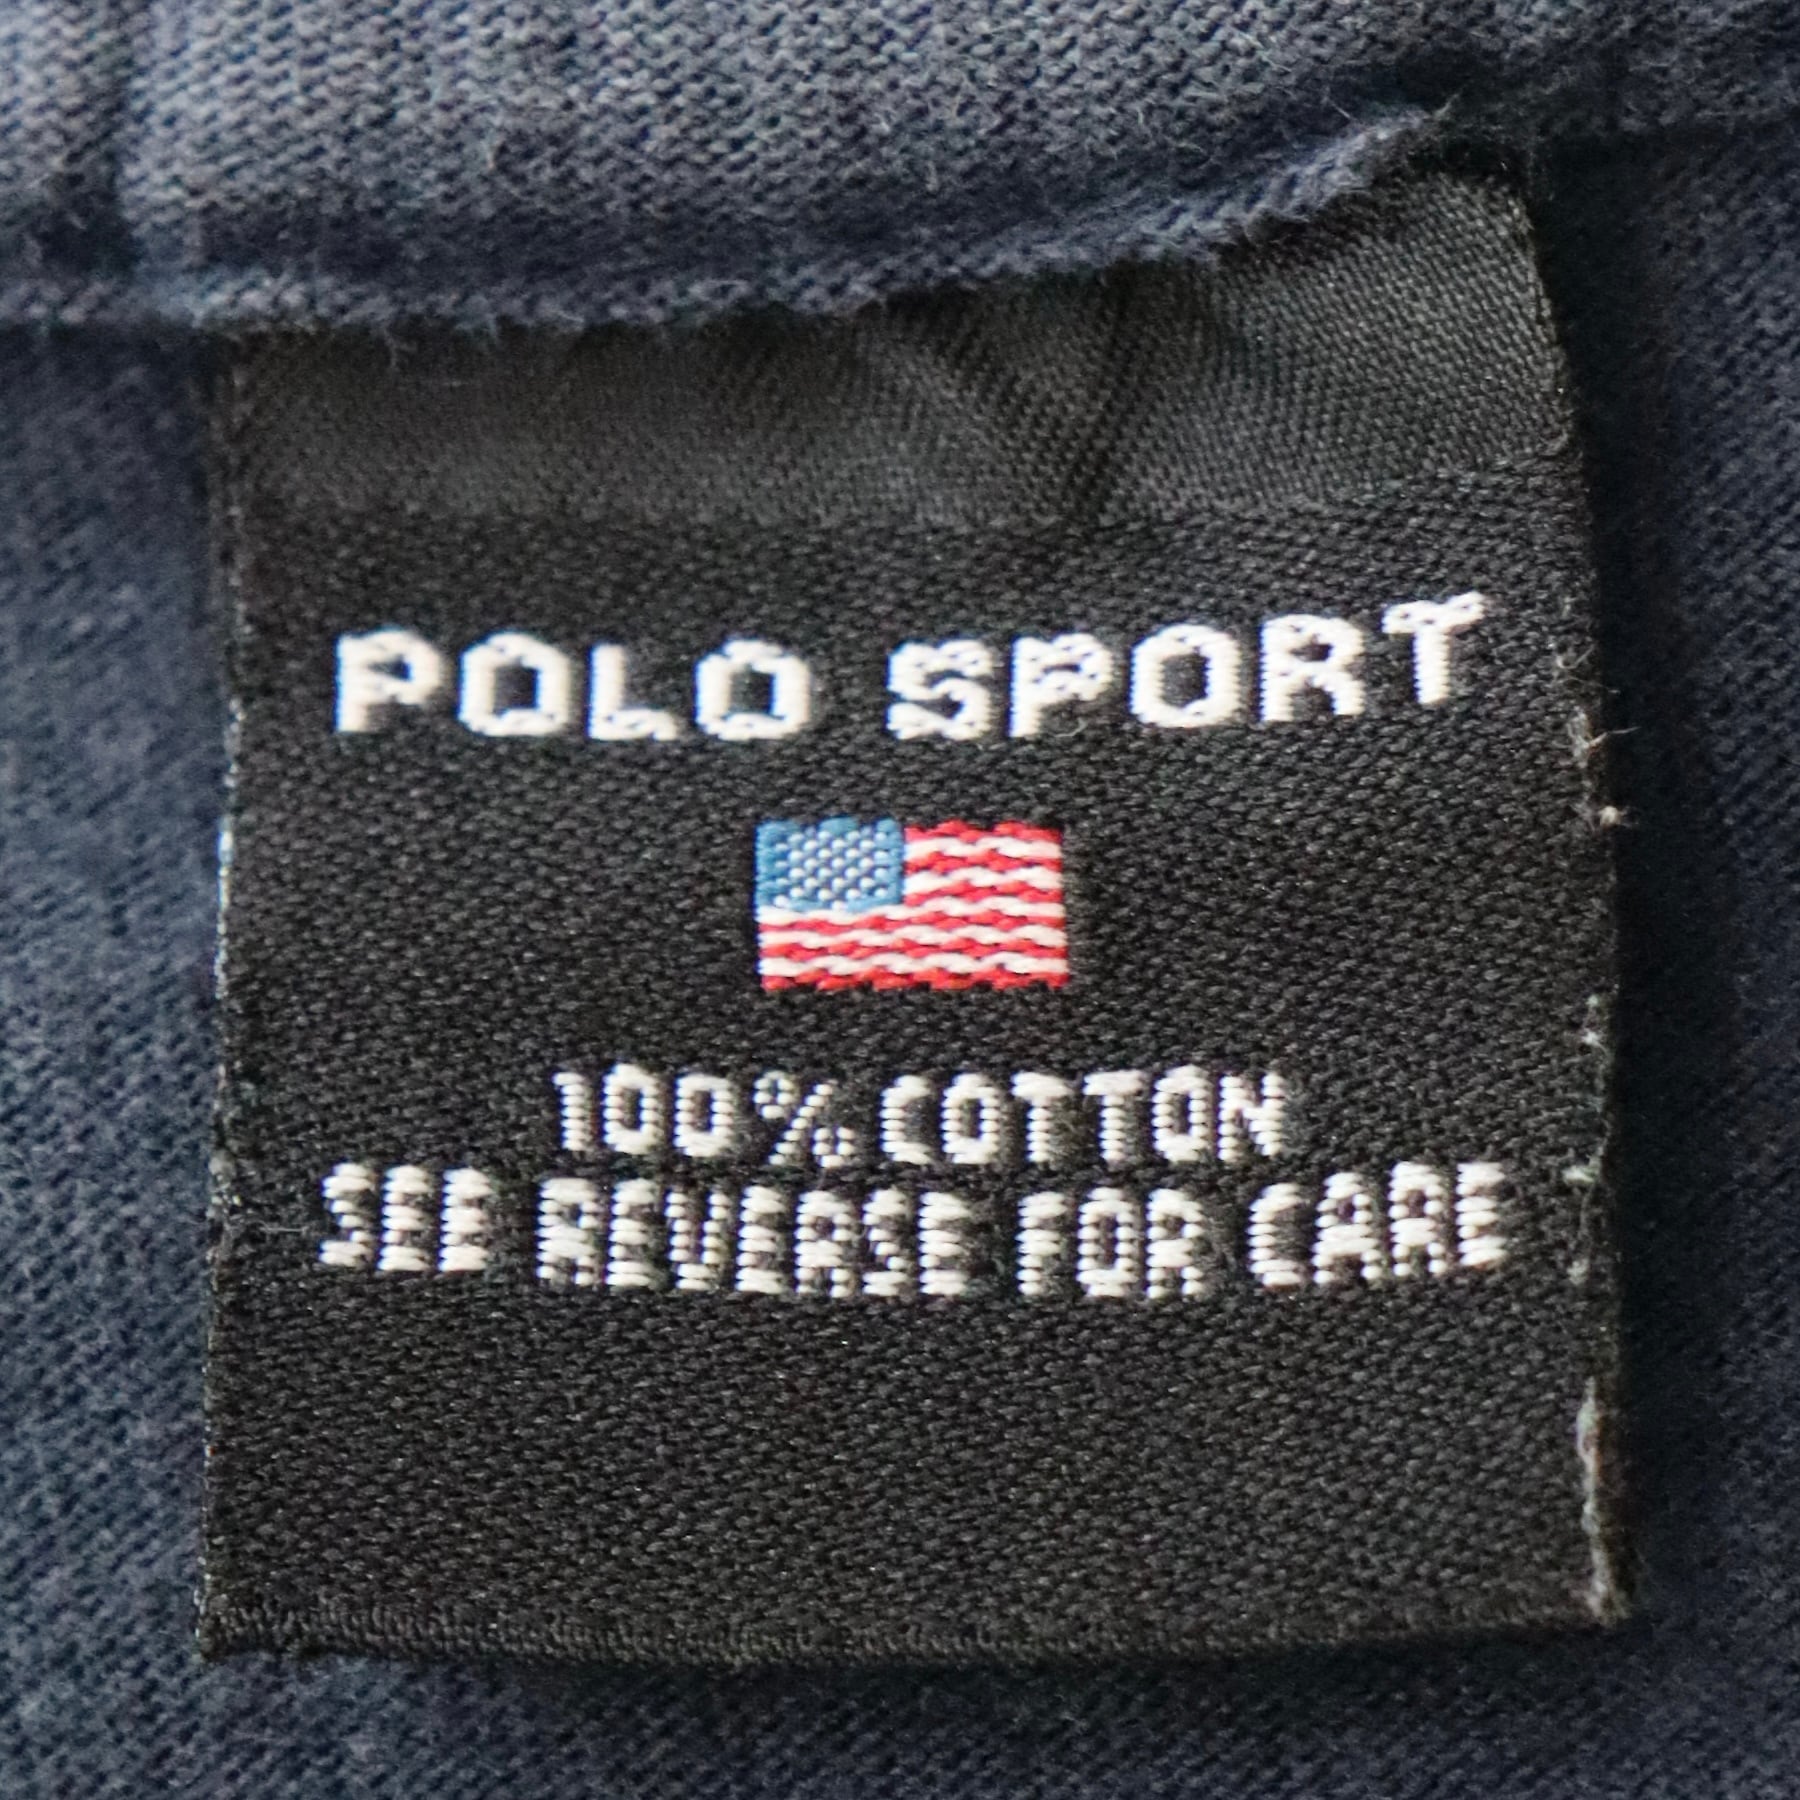 POLO SPORT
100% COTTON
SEE REVERSE FOR CARE